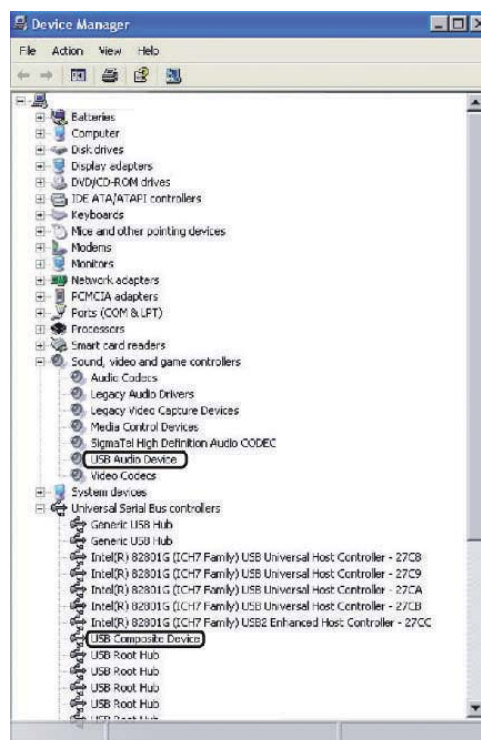 Device Manager
File Action View Help
Batteries
Computer
Disk drives
Display adapters
DVD/CD-ROM drives
IDE ATA/ATAPI controllers
Keyboards
Mice and other pointing devices
Modems
Monitors
Network adapters
PCMCIA adapters
Ports (COM & LPT)
Processors
Smart card readers
Sound, video and game controllers
Audio Codecs
Legacy Audio Drivers
Legacy Video Capture Devices
Media Control Devices
SigmaTel High Definition Audio CODEC
USB Audio Device
Video Codecs
System devices
Universal Serial Bus controllers
Generic USB Hub
Generic USB Hub
Intel(R) 82801G (ICH7 Family) USB Universal Host Controller - 27C8
Intel(R) 82801G (ICH7 Family) USB Universal Host Controller - 27C9
Intel(R) 82801G (ICH7 Family) USB Universal Host Controller - 27CA
Intel(R) 82801G (ICH7 Family) USB Universal Host Controller - 27CB
Intel(R) 82801G (ICH7 Family) USB2 Enhanced Host Controller - 27CC
USB Composite Device
USB Root Hub
USB Root Hub
USB Root Hub
USB Root Hub
USB Root Hub